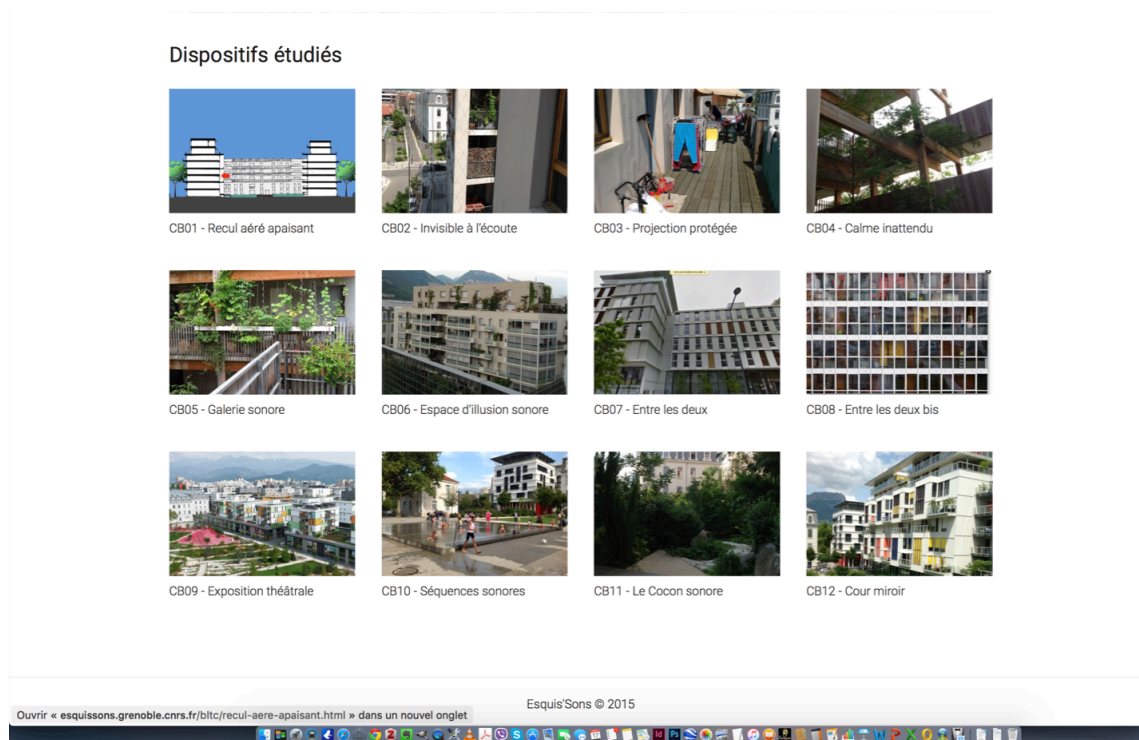 Dispositifs étudiés
CB01 - Recul aéré apaisant
CB02 - Invisible à l'écoute
CB03 - Projection protégée
CB04 - Calme inattendu
CB05 - Galerie sonore
CB06 - Espace d'illusion sonore
CB07 - Entre les deux
CB08 - Entre les deux bis
CB09 - Exposition théâtrale
CB10 - Séquences sonores
CB11 - Le Cocon sonore
CB12 - Cour miroir
Esquis'Sons © 2015
Ouvrir « esquissons.grenoble.cnrs.fr/bltc/recul-aere-apaisant.html » dans un nouvel onglet